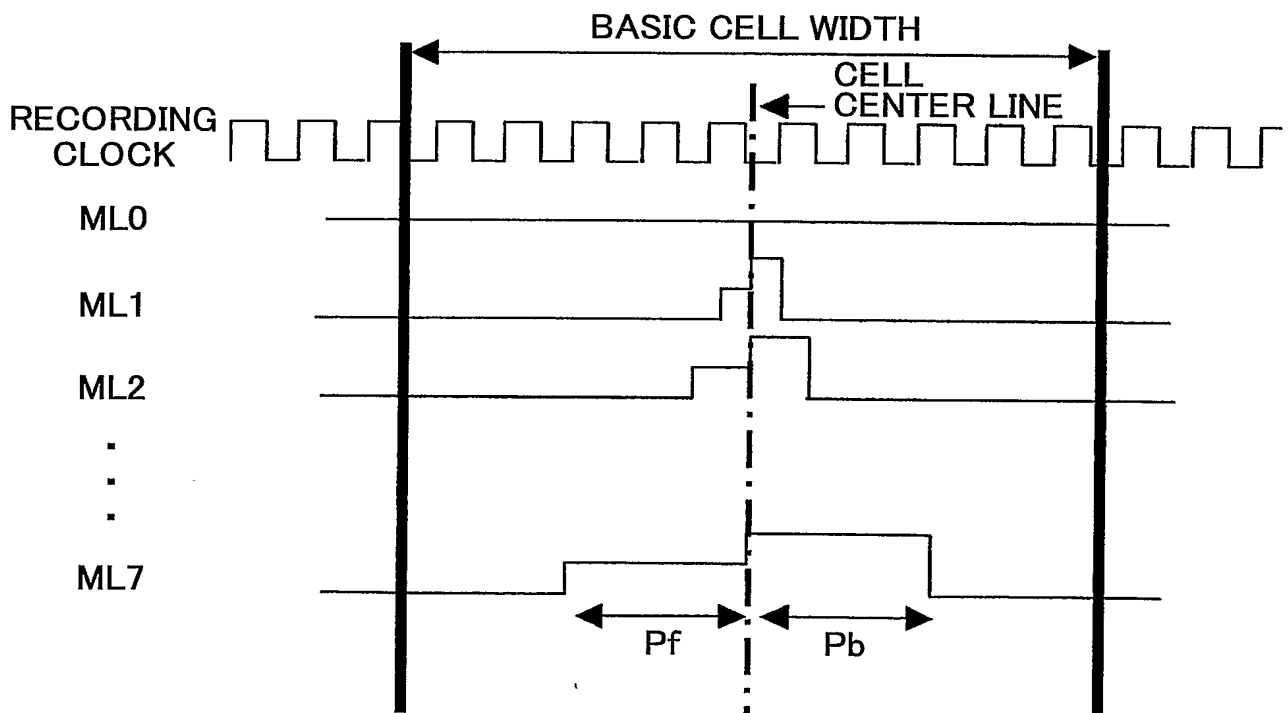 BASIC CELL WIDTH
CELL
CENTER LINE
RECORDING
CLOCK
ML0
ML1
ML2
ML7
Pf
Pb